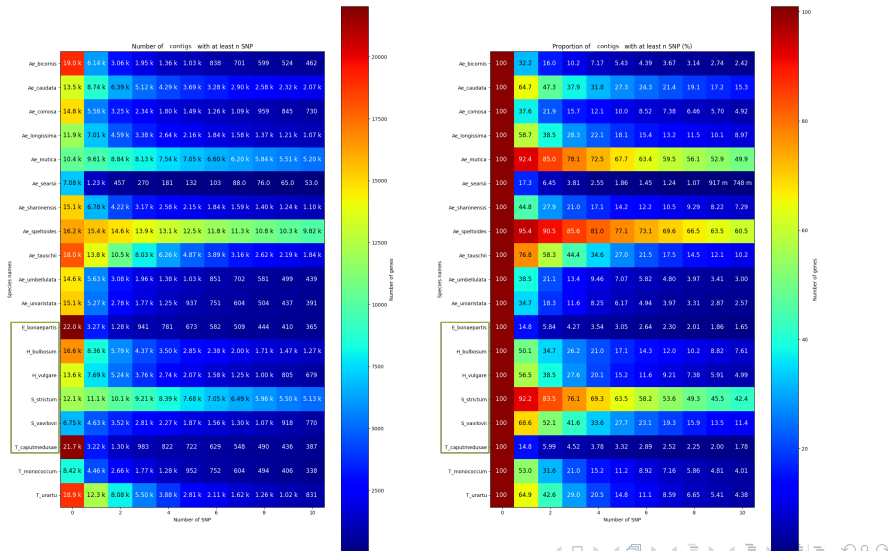 Number of contigs with at least n SNP
Ae_bicornis 19.0 k 6.14 k 3.06 k 1.95 k 1.36 k 1.03 k 838 701 599 524 462
Ae_caudata 13.5 k 8.74 k 6.39 k 5.12 k 4.29 k 3.69 k 3.28 k 2.90 k 2.58 k 2.32 k 2.07 k
Ae_comosa 14.8 k 5.58 k 3.25 k 2.34 k 1.80 k 1.49 k 1.26 k 1.09 k 959 845 730
Ae_longissima 11.9 k 7.01 k 4.59 k 3.38 k 2.64 k 2.16 k 1.84 k 1.58 k 1.37 k 1.21 k 1.07 k
Ae_mutica 10.4 k 9.61 k 8.84 k 8.13 k 7.54 k 7.05 k 6.60 k 6.20 k 5.84 k 5.51 k 5.20 k
Ae_searsii 7.08 k 1.23 k 457 270 181 132 103 88.0 76.0 65.0 53.0
Ae_sharonensis 15.1 k 6.78 k 4.22 k 3.17 k 2.58 k 2.15 k 1.84 k 1.59 k 1.40 k 1.24 k 1.10 k
Ae_speltoides 16.2 k 15.4 k 14.6 k 13.9 k 13.1 k 12.5 k 11.8 k 11.3 k 10.8 k 10.3 k 9.82 k
Ae_tauschii 18.0 k 13.8 k 10.5 k 8.03 k 6.26 k 4.87 k 3.89 k 3.16 k 2.62 k 2.19 k 1.84 k
Ae_umbellulata 14.6 k 5.63 k 3.08 k 1.96 k 1.38 k 1.03 k 851 702 581 499 439
Ae_uniaristata 15.1 k 5.27 k 2.78 k 1.77 k 1.25 k 937 751 604 504 437 391
E_bonaepartis 22.0 k 3.27 k 1.28 k 941 781 673 582 509 444 410 365
H_bulbosum 16.6 k 8.36 k 5.79 k 4.37 k 3.50 k 2.85 k 2.38 k 2.00 k 1.71 k 1.47 k 1.27 k
H_vulgare 13.6 k 7.69 k 5.24 k 3.76 k 2.74 k 2.07 k 1.58 k 1.25 k 1.00 k 805 679
S_strictum 12.1 k 11.1 k 10.1 k 9.21 k 8.39 k 7.68 k 7.05 k 6.49 k 5.96 k 5.50 k 5.13 k
S_vavilovii 6.75 k 4.63 k 3.52 k 2.81 k 2.27 k 1.87 k 1.56 k 1.30 k 1.07 k 918 770
T_caputmedusae 21.7 k 3.22 k 1.30 k 983 822 722 629 548 490 436 387
T_monococcum 8.42 k 4.46 k 2.66 k 1.77 k 1.28 k 952 752 604 494 406 338
T_urartu 18.9 k 12.3 k 8.08 k 5.50 k 3.88 k 2.81 k 2.11 k 1.62 k 1.26 k 1.02 k 831
0 2 4 6 8 10
Number of SNP
Species names
20000
17500
15000
12500
10000
7500
5000
2500
Number of genes
Proportion of contigs with at least SNP (%)
Ae_bicornis 100 32.2 16.0 10.2 7.17 5.43 4.39 3.67 3.14 2.74 2.42
Ae_caudata 100 64.7 47.3 37.9 31.8 27.3 24.3 21.4 19.1 17.2 15.3
Ae_comosa 100 37.6 21.9 15.7 12.1 10.0 8.52 7.38 6.46 5.70 4.92
Ae_longissima 100 58.7 38.5 28.3 22.1 18.1 15.4 13.2 11.5 10.1 8.97
Ae_mutica 100 92.4 85.0 78.1 72.5 67.7 63.4 59.5 56.1 52.9 49.9
Ae_searsii 100 17.3 6.45 3.81 2.55 1.86 1.45 1.24 1.07 917 m 748 m
Ae_sharonensis 100 44.8 27.9 21.0 17.1 14.2 12.2 10.5 9.29 8.22 7.29
Ae_speltoides 100 95.4 90.5 85.6 81.0 77.1 73.1 69.6 66.5 63.5 60.5
Ae_tauschii 100 76.8 58.3 44.4 34.6 27.0 21.5 17.5 14.5 12.1 10.2
Ae_umbellulata 100 38.5 21.1 13.4 9.46 7.07 5.82 4.80 3.97 3.41 3.00
Ae_uniaristata 100 34.7 18.3 11.6 8.25 6.17 4.94 3.97 3.31 2.87 2.57
E_bonaepartis 100 14.8 5.84 4.27 3.54 3.05 2.64 2.30 2.01 1.86 1.65
H_bulbosum 100 50.1 34.7 26.2 21.0 17.1 14.3 12.0 10.2 8.82 7.61
H_vulgare 100 56.5 38.5 27.6 20.1 15.2 11.6 9.21 7.38 5.91 4.99
S_strictum 100 92.2 83.5 76.1 69.3 63.5 58.2 53.6 49.3 45.5 42.4
S_vavilovii 100 68.6 52.1 41.6 33.6 27.7 23.1 19.3 15.9 13.5 11.4
T_caputmedusae 100 14.8 5.99 4.52 3.78 3.32 2.89 2.52 2.25 2.00 1.78
T_monococcum 100 53.0 31.6 21.0 15.2 11.2 8.92 7.16 5.86 4.81 4.01
T_urartu 100 64.9 42.6 29.0 20.5 14.8 11.1 8.59 6.65 5.41 4.38
0 2 4 6 8 10
Number of SNP
Species names
100
80
60
40
20
Number of genes